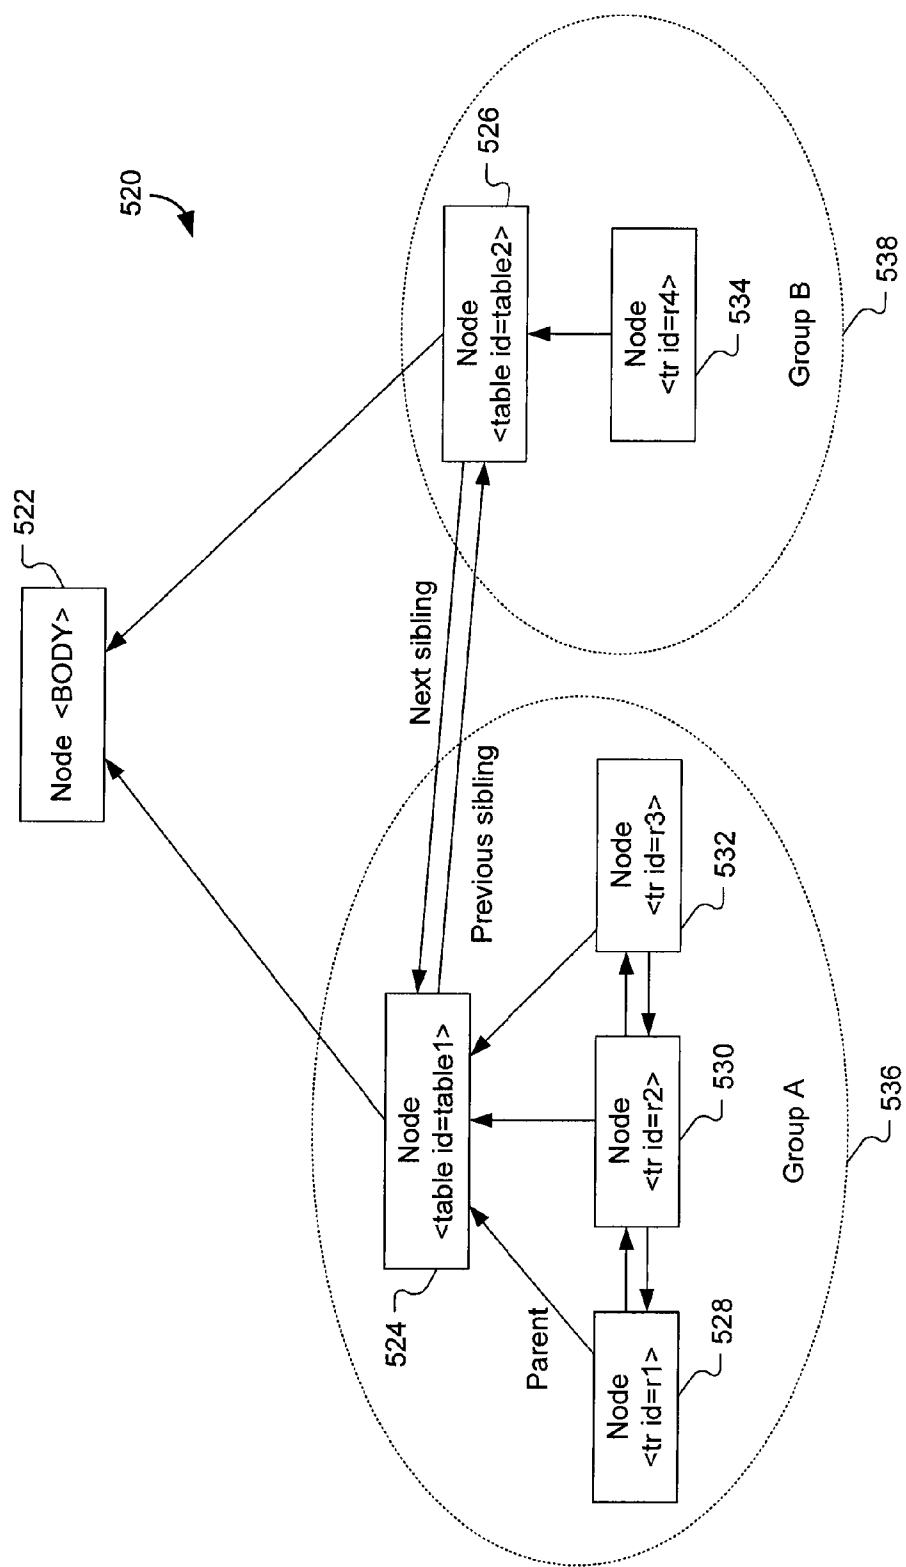 520
522
Node <BODY>
524
Node
<table id=table1>
Next sibling
Previous sibling
526
Node
<table id=table2>
Parent
Node
<tr id=r1>
528
Node
<tr id=r2>
530
Node
<tr id=r3>
532
Node
<tr id=r4>
534
Group A
536
Group B
538